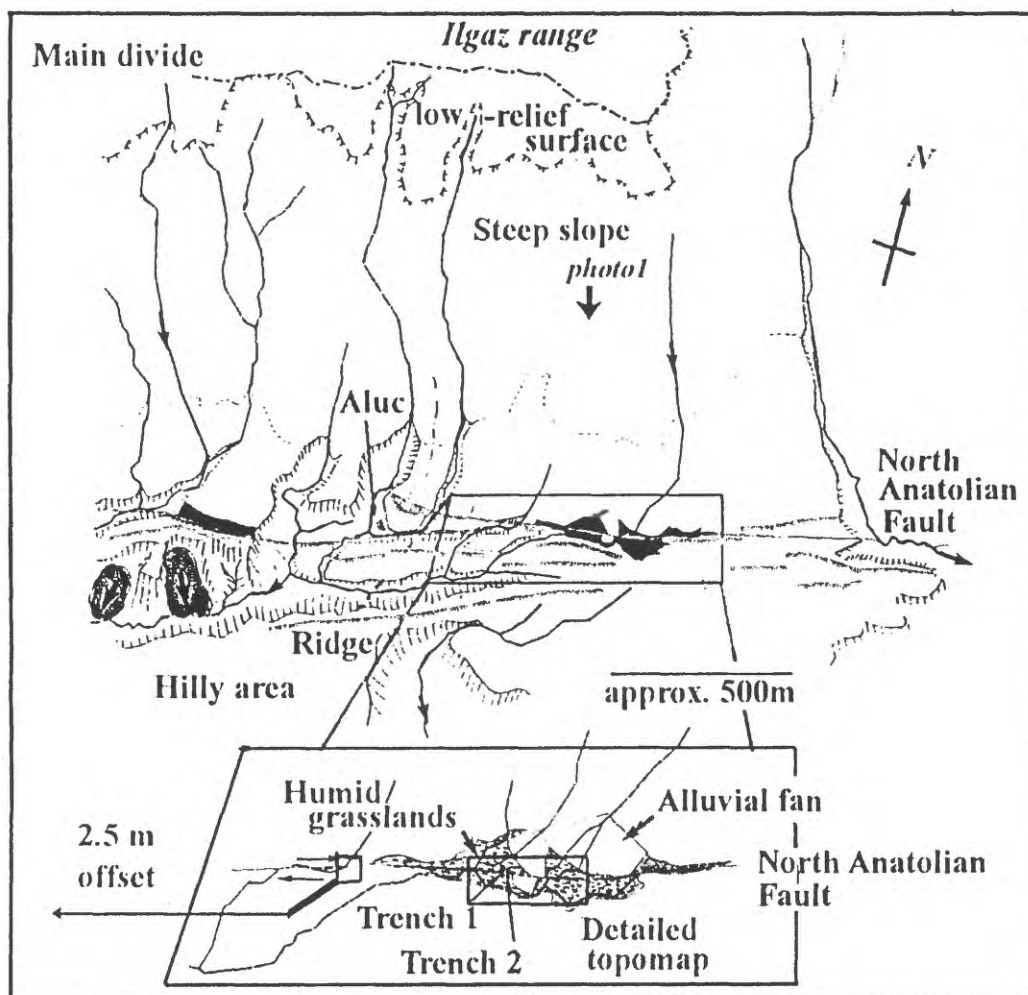 Ilgaz range
Main divide
low-relief
surface
N
Steep slope
photo1
Aluc
North
Anatolian
Fault
Ridge
Hilly area
approx. 500m
Humid
grasslands
Alluvial fan
2.5 m
offset
North Anatolian
Fault
Trench 1
Trench 2
Detailed
topomap